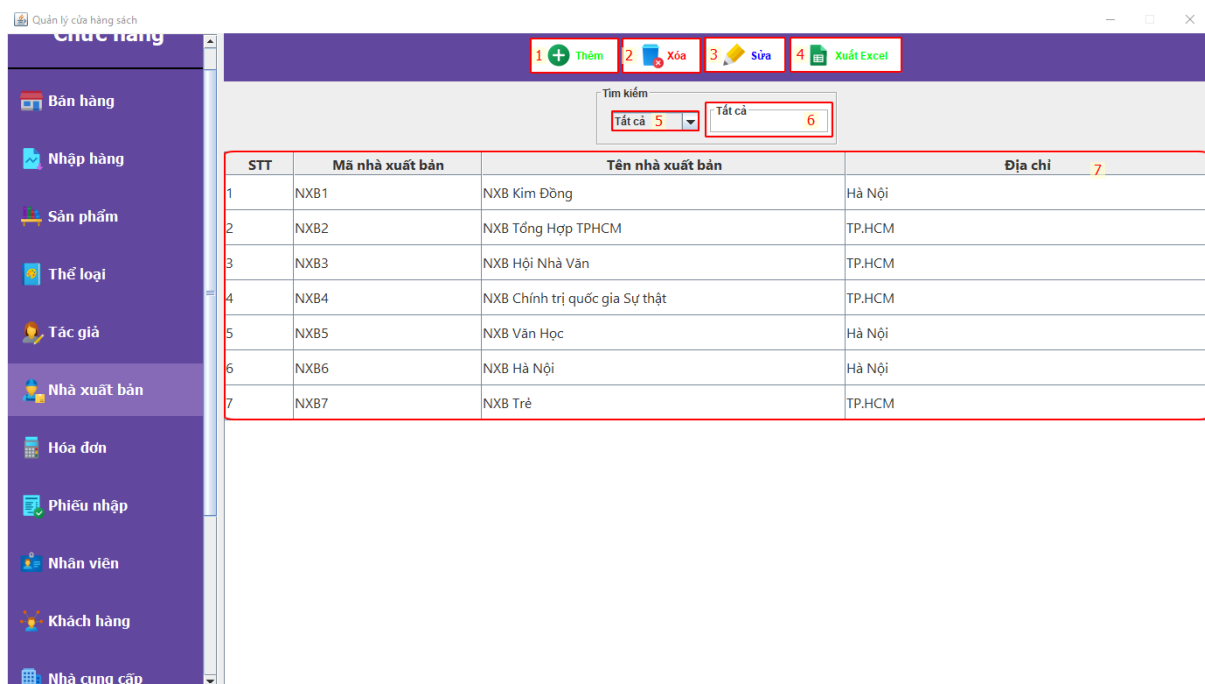 Quản lý cửa hàng sách
Chức năng
1 Thêm 2 Xóa 3 Sửa 4 Xuất Excel
Tìm kiếm
Tất cả 5 Tất cả 6
STT Mã nhà xuất bản Tên nhà xuất bản Địa chỉ 7
1 NXB1 NXB Kim Đồng Hà Nội
2 NXB2 NXB Tổng Hợp TPHCM TP.HCM
3 NXB3 NXB Hội Nhà Văn TP.HCM
4 NXB4 NXB Chính trị quốc gia Sự thật TP.HCM
5 NXB5 NXB Văn Học Hà Nội
6 NXB6 NXB Hà Nội Hà Nội
7 NXB7 NXB Trẻ TP.HCM
Bán hàng
Nhập hàng
Sản phẩm
Thể loại
Tác giả
Nhà xuất bản
Hóa đơn
Phiếu nhập
Nhân viên
Khách hàng
Nhà cung cấp